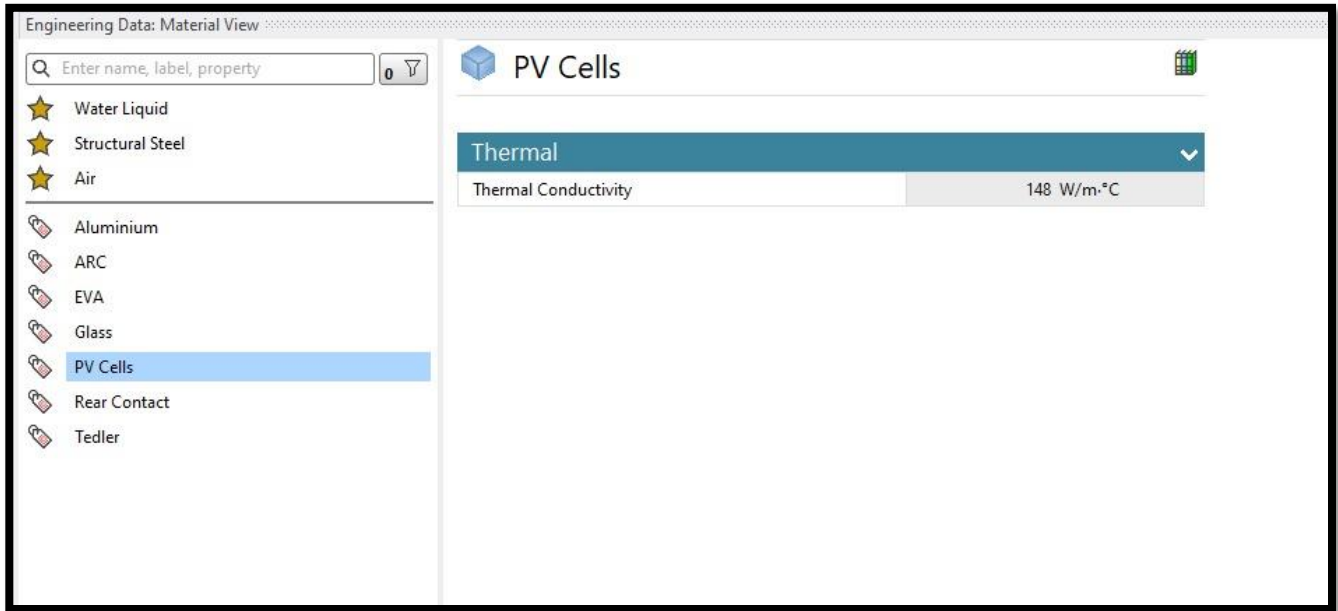 Engineering Data: Material View
Enter name, label, property
0
Water Liquid
Structural Steel
Air
Aluminium
ARC
EVA
Glass
PV Cells
Rear Contact
Tedler
PV Cells
Thermal
Thermal Conductivity 148 W/m·°C